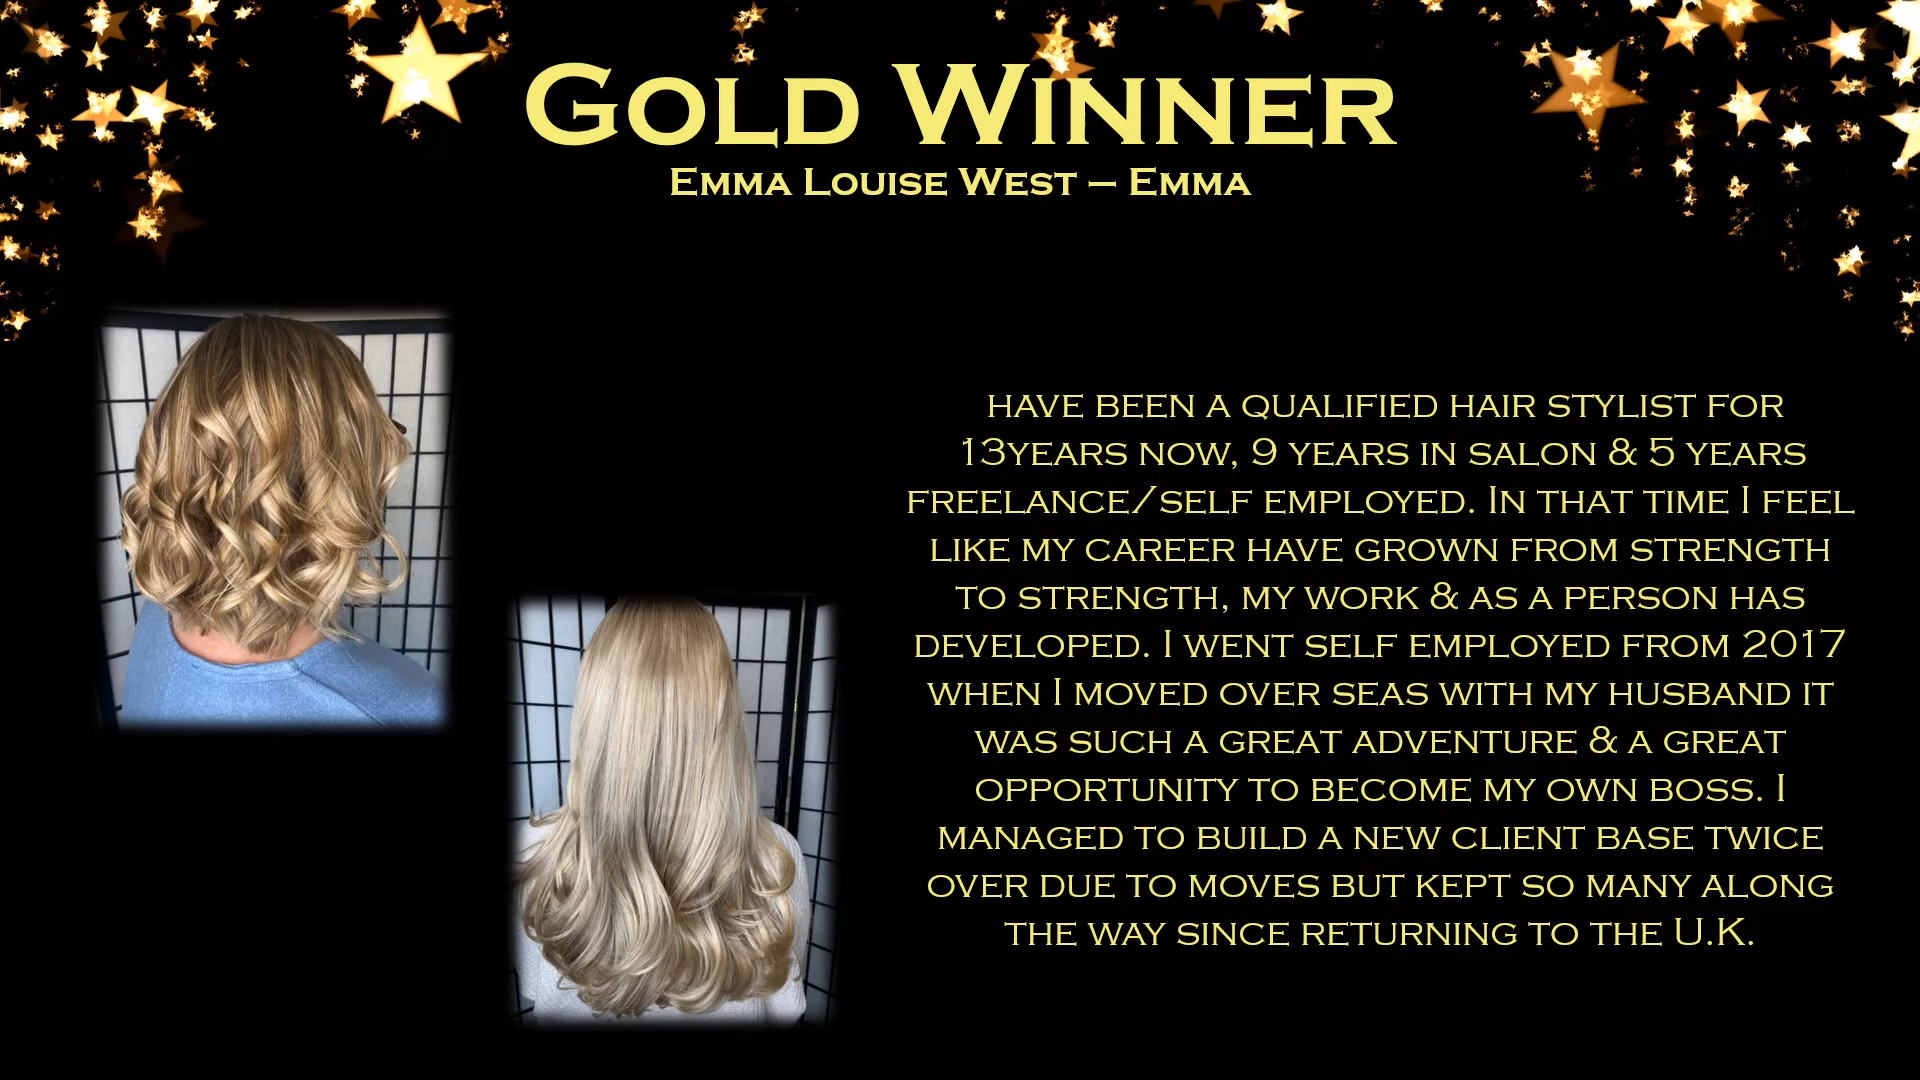 Gold Winner
Emma Louise West – Emma
have been a qualified hair stylist for
13years now, 9 years in salon & 5 years
freelance/self employed. In that time I feel
like my career have grown from strength
to strength, my work & as a person has
developed. I went self employed from 2017
when I moved over seas with my husband it
was such a great adventure & a great
opportunity to become my own boss. I
managed to build a new client base twice
over due to moves but kept so many along
the way since returning to the U.K.